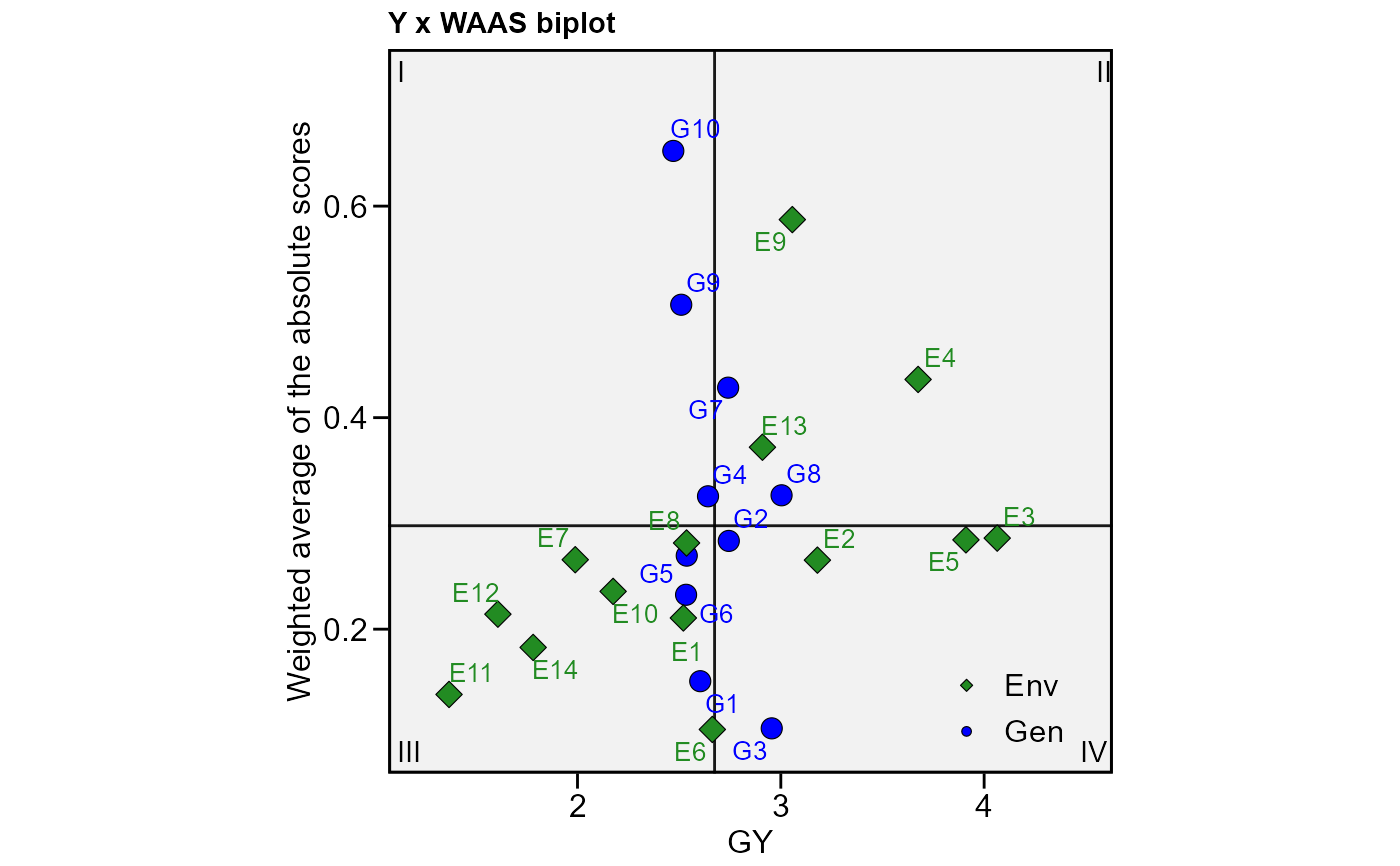 Y x WAAS biplot
I
II
G10
0.6
E9
G9
E4
G7
0.4
E13
G4
G8
G2
E8
E3
E7
E2
E5
G5
E12
E10
G6
0.2
E1
E14
E11
Env
G1
Gen
E6
G3
III
IV
2
3
4
GY
Weighted average of the absolute scores